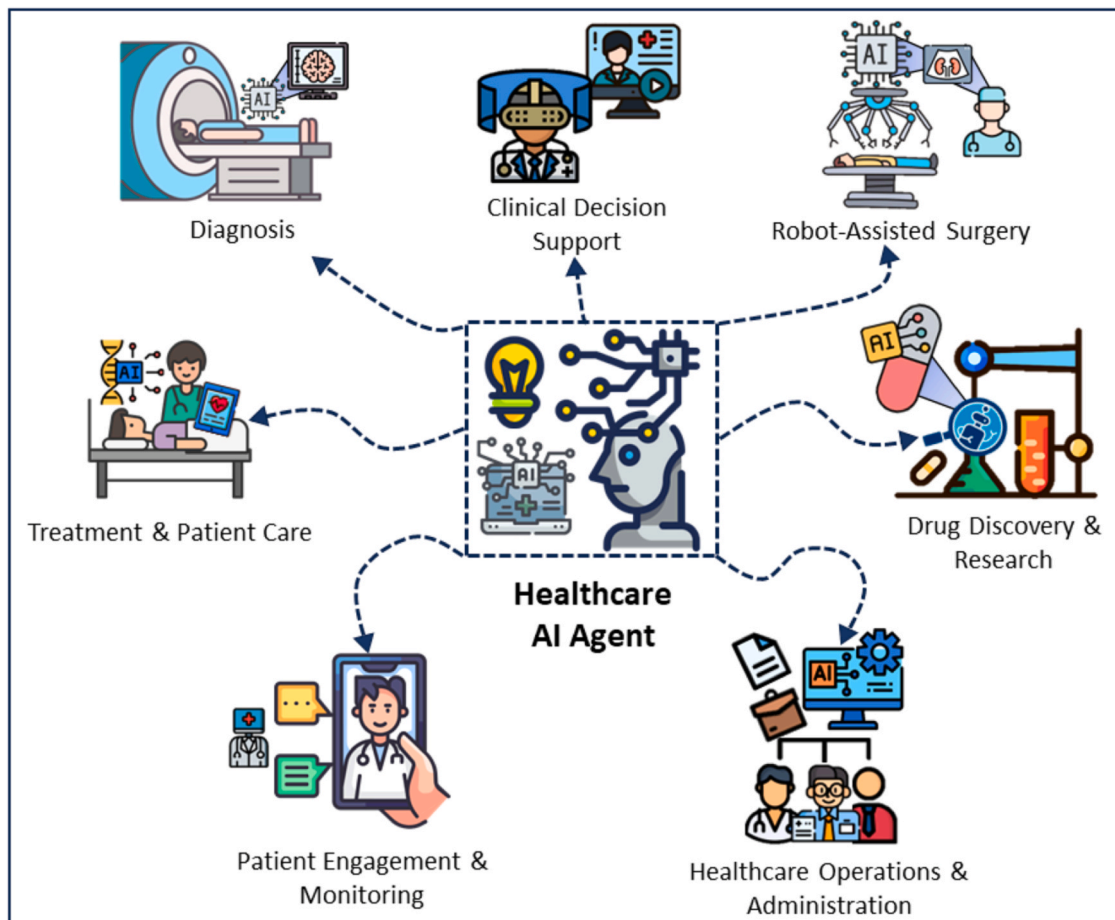 AI
Diagnosis
Clinical Decision
Support
AI
Robot-Assisted Surgery
AI
Treatment & Patient Care
AI
Healthcare
AI Agent
AI
Drug Discovery &
Research
Patient Engagement &
Monitoring
AI
Healthcare Operations &
Administration